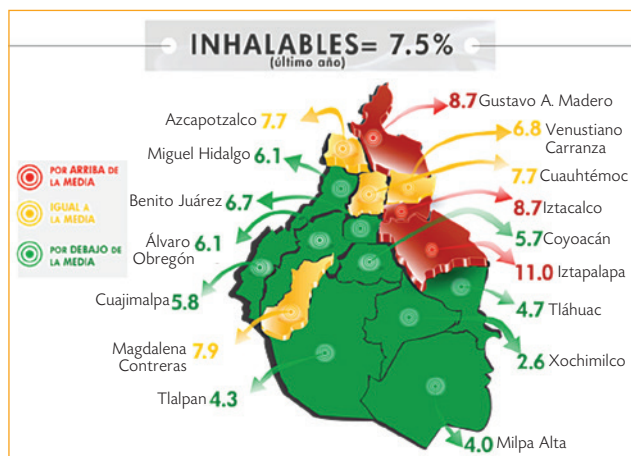 INHALABLES= 7.5%
(último año)
8.7 Gustavo A. Madero
Azcapotzalco 7.7
6.8 Venustiano
Carranza
Miguel Hidalgo 6.1
7.7 Cuauhtémoc
POR ARRIBA DE
LA MEDIA
IGUAL A
LA MEDIA
POR DEBAJO DE
LA MEDIA
Benito Juárez 6.7
8.7 Iztacalco
Álvaro
Obregón 6.1
5.7 Coyoacán
11.0 Iztapalapa
Cuajimalpa 5.8
4.7 Tláhuac
Magdalena
Contreras 7.9
2.6 Xochimilco
Tlalpan 4.3
4.0 Milpa Alta